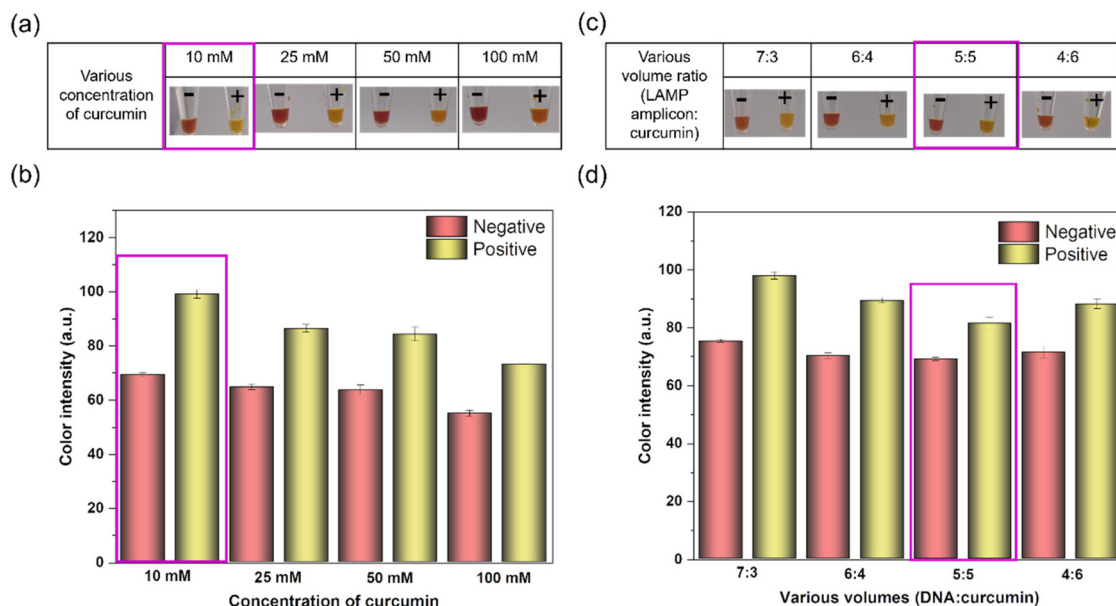 (a)
Various
concentration
of curcumin
10 mM
25 mM
50 mM
100 mM
- +
- +
- +
- +
(b)
120
100
80
60
40
20
0
Color intensity (a.u.)
Negative
Positive
10 mM
25 mM
50 mM
100 mM
Concentration of curcumin
(c)
Various
volume ratio
(LAMP
amplicon:
curcumin)
7:3
6:4
5:5
4:6
- +
- +
- +
- +
(d)
120
100
80
60
40
20
0
Color intensity (a.u.)
Negative
Positive
7:3
6:4
5:5
4:6
Various volumes (DNA:curcumin)